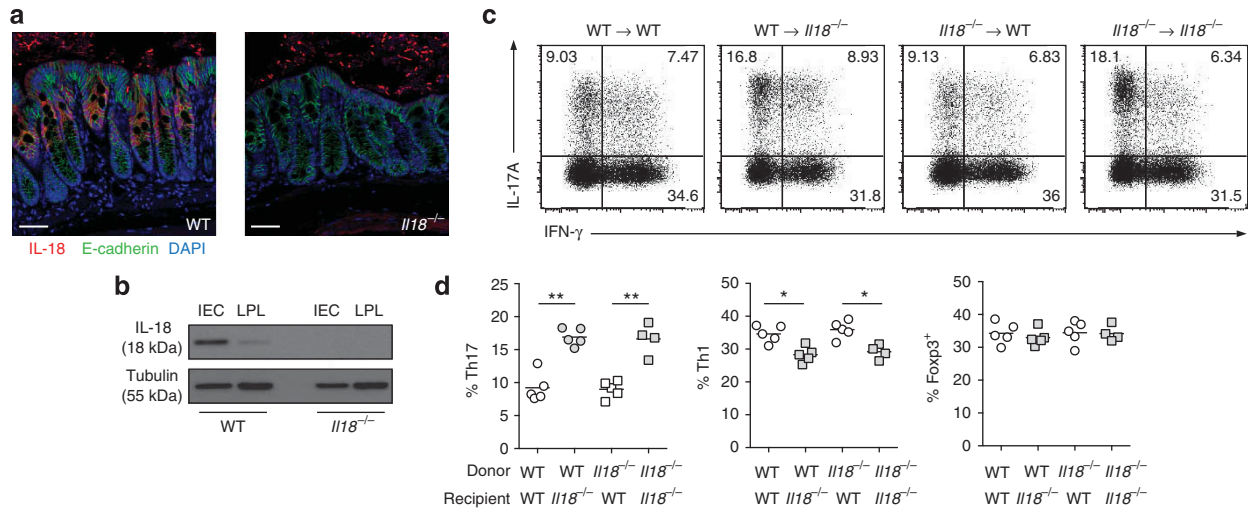 a
WT
Il18–/–
IL-18 E-cadherin DAPI
b
IEC LPL IEC LPL
IL-18
(18 kDa)
Tubulin
(55 kDa)
WT Il18–/–
c
WT → WT WT → Il18–/– Il18–/– → WT Il18–/– → Il18–/–
9.03 7.47 16.8 8.93 9.13 6.83 18.1 6.34
34.6 31.8 36 31.5
IL-17A
IFN-γ
d
% Th17
25
20
15
10
5
0
** **
% Th1
50
40
30
20
10
0
* *
% Foxp3+
50
40
30
20
10
0
Donor WT WT Il18–/– Il18–/– WT WT Il18–/– Il18–/– WT WT Il18–/– Il18–/–
Recipient WT Il18–/– WT Il18–/– WT Il18–/– WT Il18–/– WT Il18–/– WT Il18–/–